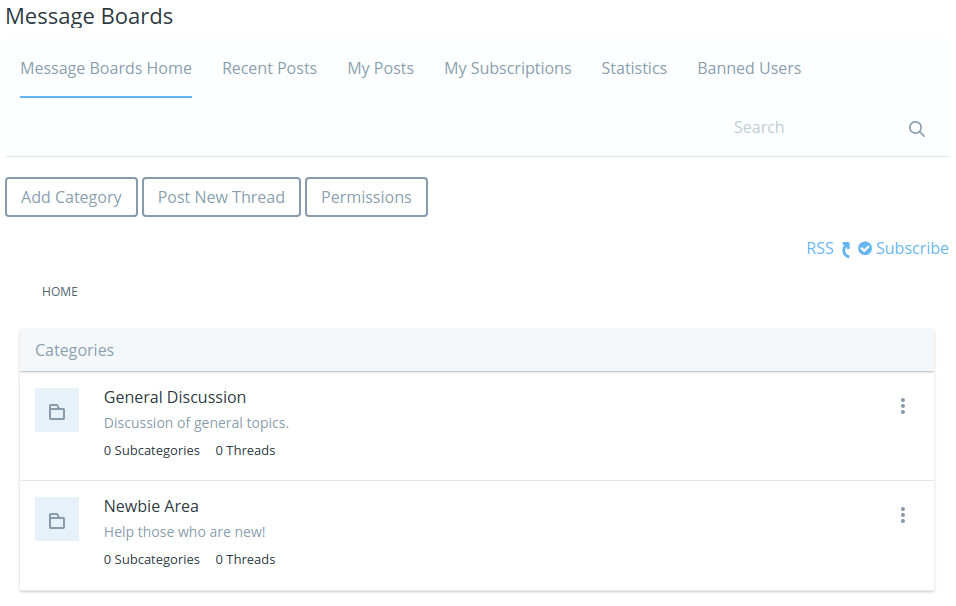 Message Boards
Message Boards Home Recent Posts My Posts My Subscriptions Statistics Banned Users
Search
Add Category Post New Thread Permissions
RSS Subscribe
HOME
Categories
General Discussion
Discussion of general topics.
0 Subcategories 0 Threads
Newbie Area
Help those who are new!
0 Subcategories 0 Threads